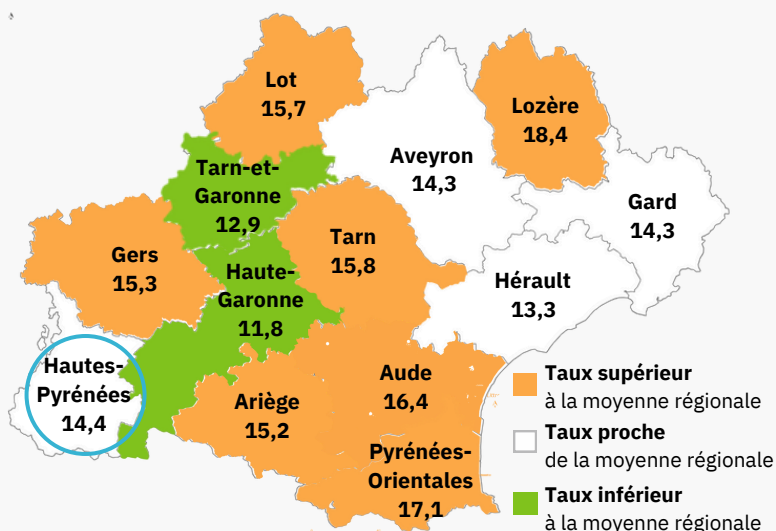 Lot
15,7
Lozère
18,4
Aveyron
14,3
Tarn-et-
Garonne
12,9
Gard
14,3
Tarn
15,8
Gers
15,3
Haute-
Garonne
11,8
Hérault
13,3
Hautes-
Pyrénées
14,4
Ariège
15,2
Aude
16,4
Pyrénées-
Orientales
17,1
Taux supérieur
à la moyenne régionale
Taux proche
de la moyenne régionale
Taux inférieur
à la moyenne régionale